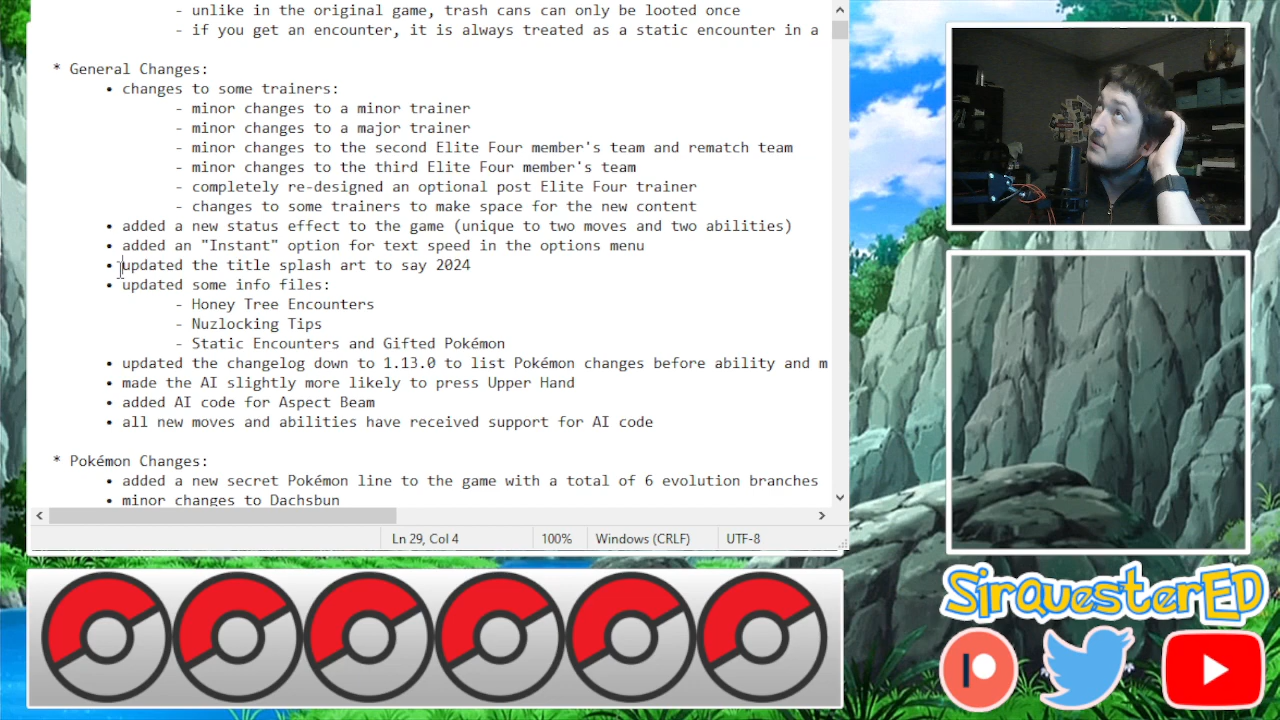 - unlike in the original game, trash cans can only be looted once
- if you get an encounter, it is always treated as a static encounter in a
* General Changes:
• changes to some trainers:
- minor changes to a minor trainer
- minor changes to a major trainer
- minor changes to the second Elite Four member's team and rematch team
- minor changes to the third Elite Four member's team
- completely re-designed an optional post Elite Four trainer
- changes to some trainers to make space for the new content
• added a new status effect to the game (unique to two moves and two abilities)
• added an "Instant" option for text speed in the options menu
• updated the title splash art to say 2024
• updated some info files:
- Honey Tree Encounters
- Nuzlocking Tips
- Static Encounters and Gifted Pokémon
• updated the changelog down to 1.13.0 to list Pokémon changes before ability and m
• made the AI slightly more likely to press Upper Hand
• added AI code for Aspect Beam
• all new moves and abilities have received support for AI code
* Pokémon Changes:
• added a new secret Pokémon line to the game with a total of 6 evolution branches
• minor changes to Dachsbun
Ln 29, Col 4
100%
Windows (CRLF)
UTF-8
SirquesterED